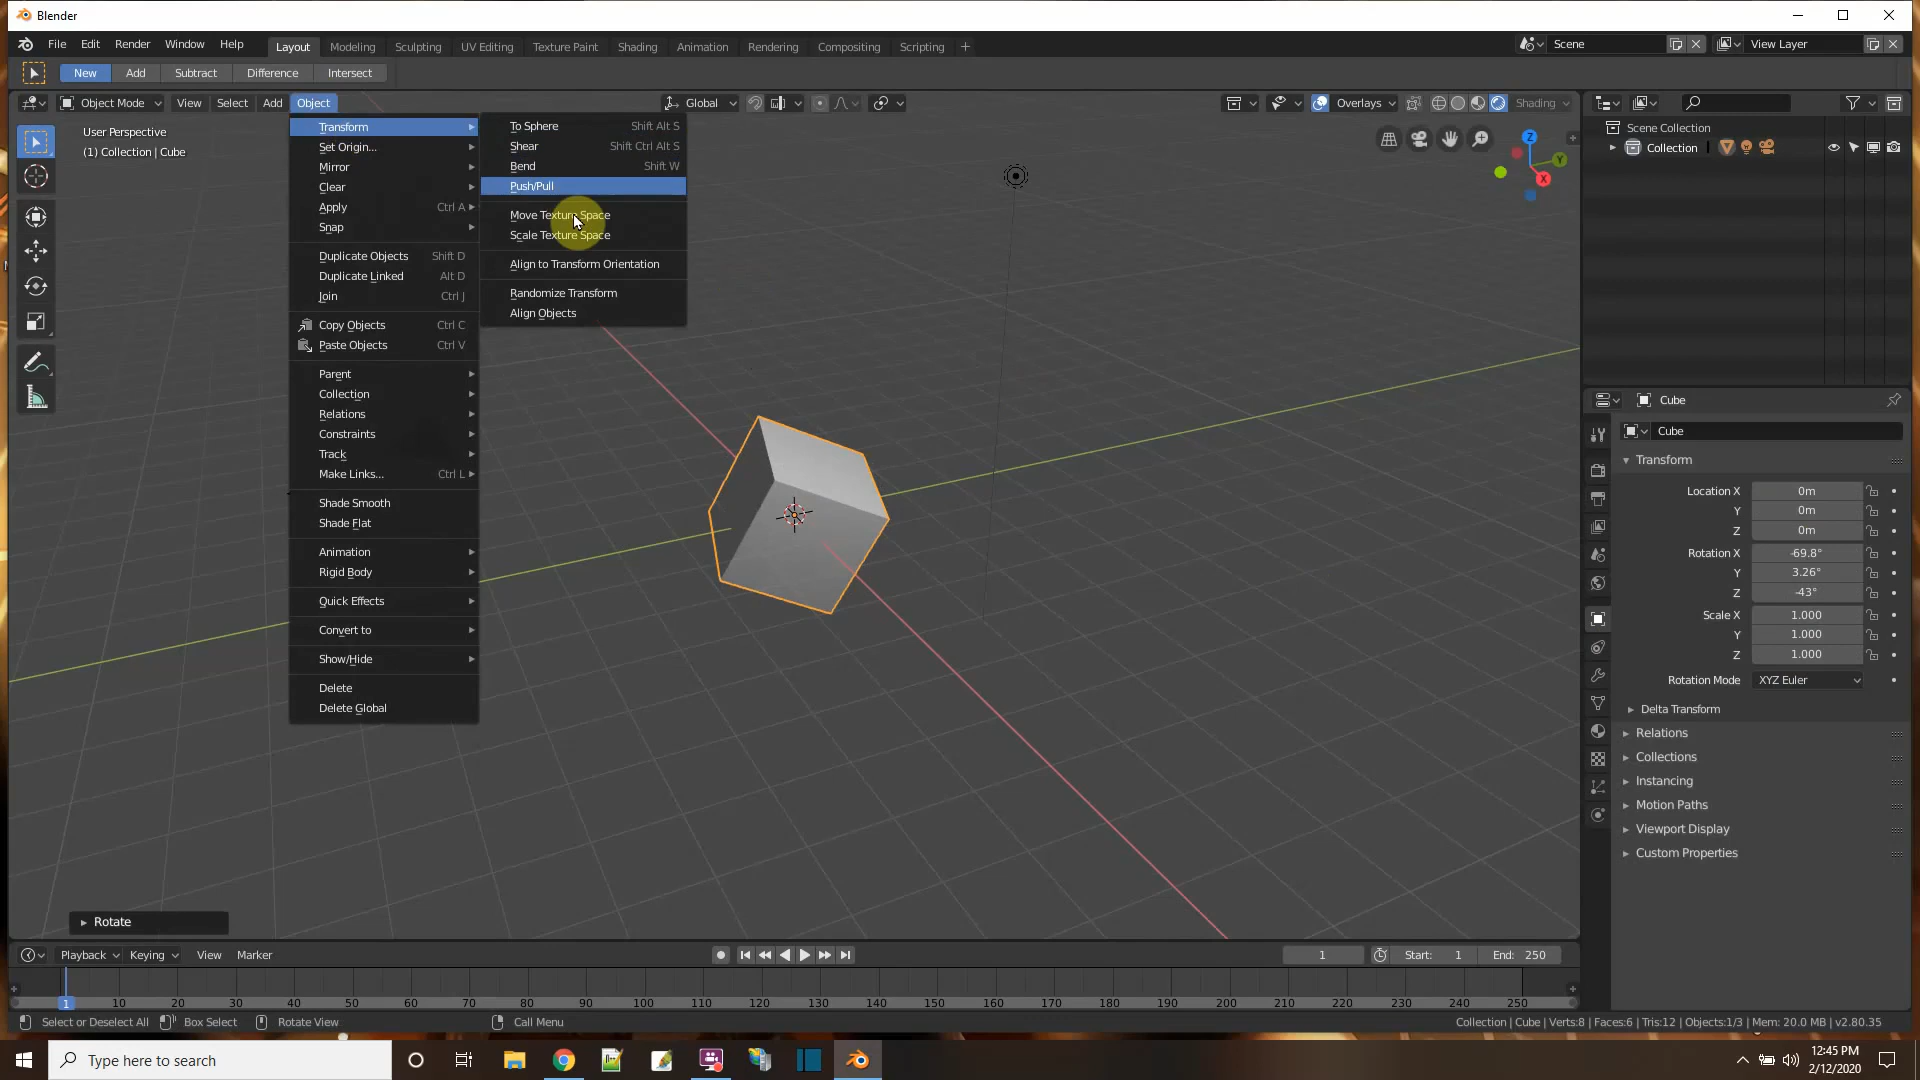 Blender
File Edit Render Window Help
Layout Modeling Sculpting UV Editing Texture Paint Shading Animation Rendering Compositing Scripting +
Scene
View Layer
New Add Subtract Difference Intersect
Object Mode View Select Add Object
Global
Overlays
Shading
User Perspective
(1) Collection | Cube
Transform
Set Origin...
Mirror
Clear
Apply Ctrl A
Snap
Duplicate Objects Shift D
Duplicate Linked Alt D
Join Ctrl J
Copy Objects Ctrl C
Paste Objects Ctrl V
Parent
Collection
Relations
Constraints
Track
Make Links... Ctrl L
Shade Smooth
Shade Flat
Animation
Rigid Body
Quick Effects
Convert to
Show/Hide
Delete
Delete Global
To Sphere Shift Alt S
Shear Shift Ctrl Alt S
Bend Shift W
Push/Pull
Move Texture Space
Scale Texture Space
Align to Transform Orientation
Randomize Transform
Align Objects
Z
Y
X
Scene Collection
Collection
Cube
Cube
Transform
Location X 0m
Y 0m
Z 0m
Rotation X -69.8°
Y 3.26°
Z -43°
Scale X 1.000
Y 1.000
Z 1.000
Rotation Mode XYZ Euler
Delta Transform
Relations
Collections
Instancing
Motion Paths
Viewport Display
Custom Properties
Rotate
Playback Keying View Marker
1 Start: 1 End: 250
1 10 20 30 40 50 60 70 80 90 100 110 120 130 140 150 160 170 180 190 200 210 220 230 240 250
Select or Deselect All Box Select Rotate View Call Menu
Collection | Cube | Verts:8 | Faces:6 | Tris:12 | Objects:1/3 | Mem: 20.0 MB | v2.80.35
Type here to search
12:45 PM
2/12/2020